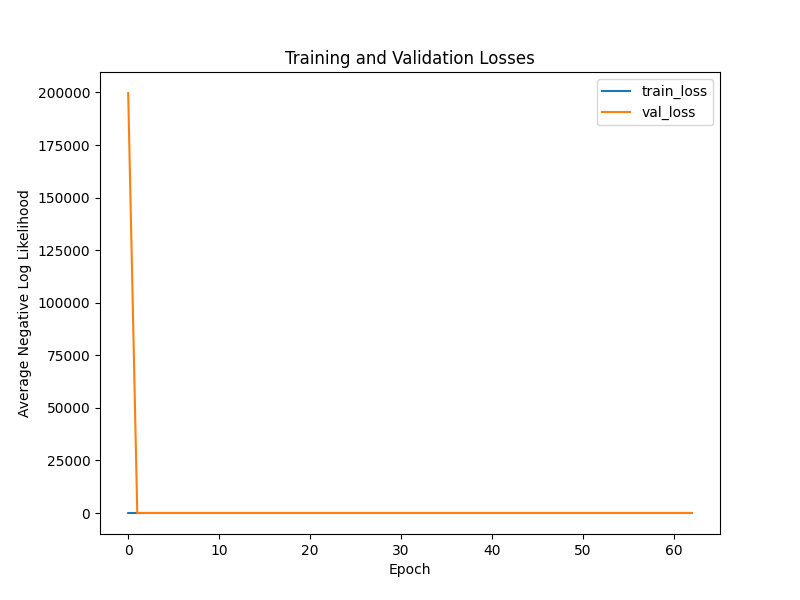 Training and Validation Losses
train_loss
val_loss
Average Negative Log Likelihood
200000
175000
150000
125000
100000
75000
50000
25000
0
0 10 20 30 40 50 60
Epoch